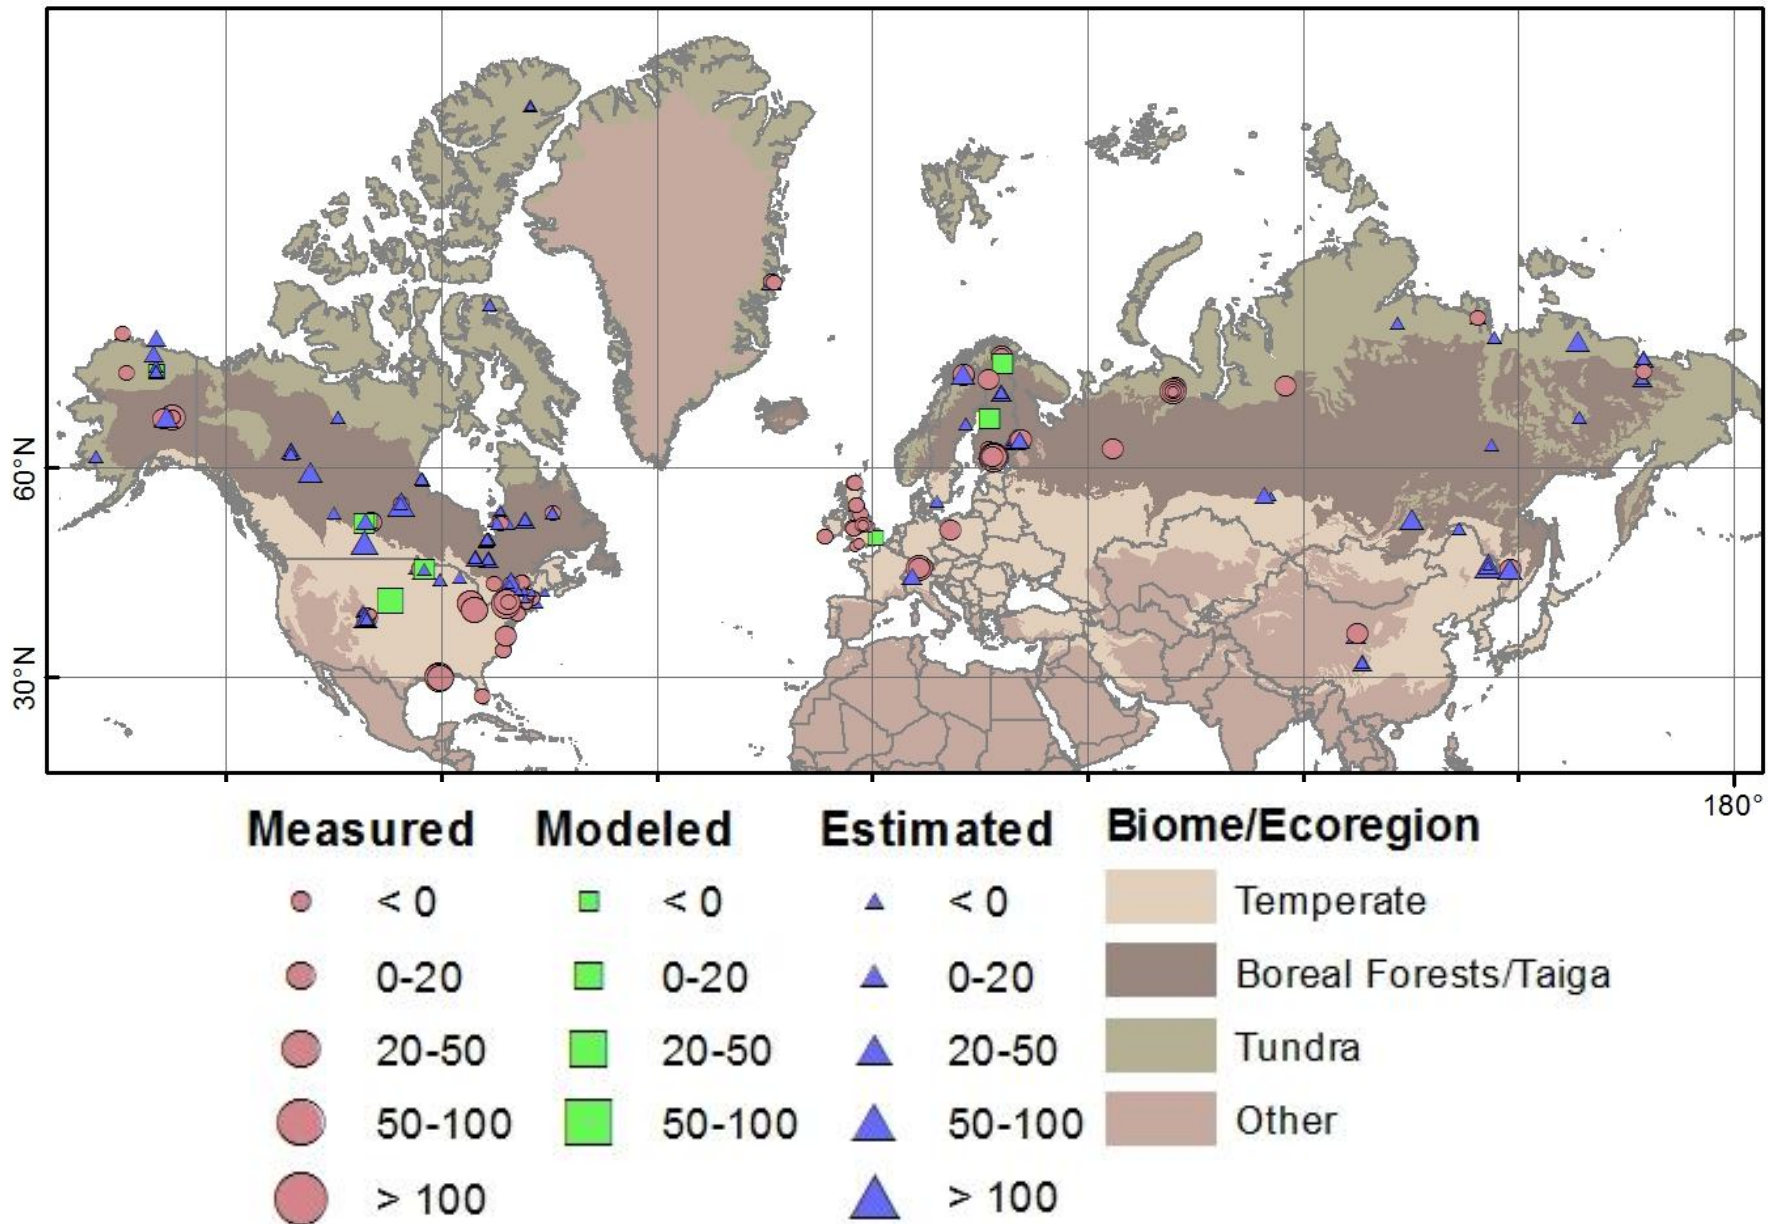 60°N
30°N
180°
Measured Modeled Estimated Biome/Ecoregion
< 0 < 0 < 0 Temperate
0-20 0-20 0-20 Boreal Forests/Taiga
20-50 20-50 20-50 Tundra
50-100 50-100 50-100 Other
> 100 > 100